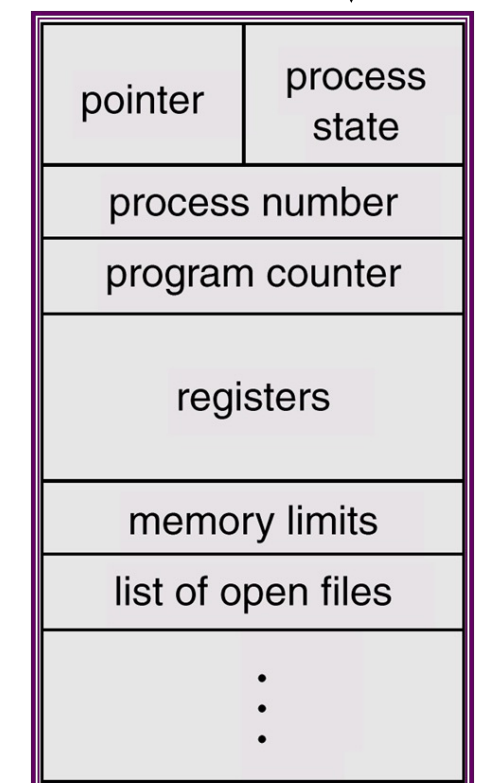 pointer
process
state
process number
program counter
registers
memory limits
list of open files